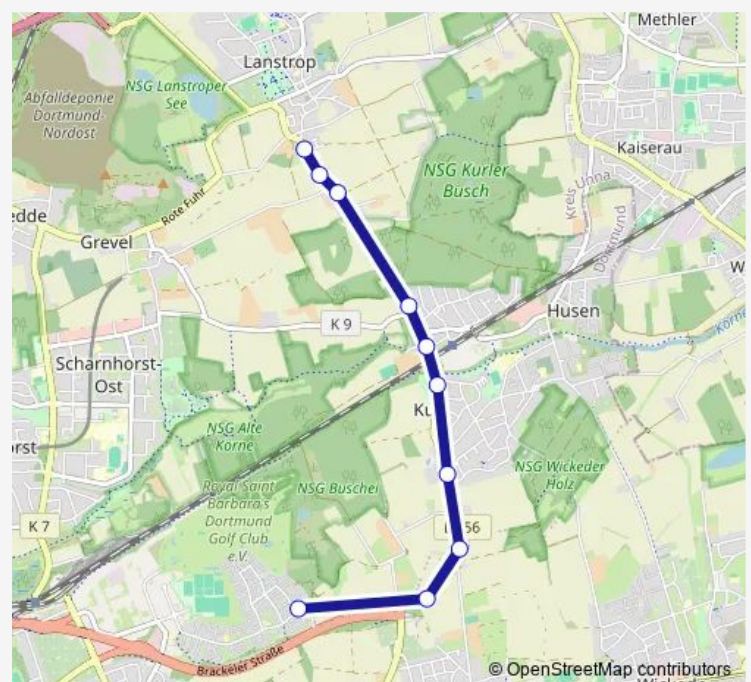 Methler
Lanstrop
NSG Lanstroper
See
Abfalldeponie
Dortmund-
Nordost
Kaiserau
NSG Kurler
Busch
Kreis Unna
Rote Fuhr
edde
Grevel
Dortmund
W
K 9
Husen
Körne
Scharnhorst-
Ost
Ku
NSG Alte
Körne
orst
NSG Wickeder
Holz
Royal Saint
Barbara's
Dortmund
Golf Club
e.V.
NSG Buschei
K 7
56
Brackeler Straße
© OpenStreetMap contributors